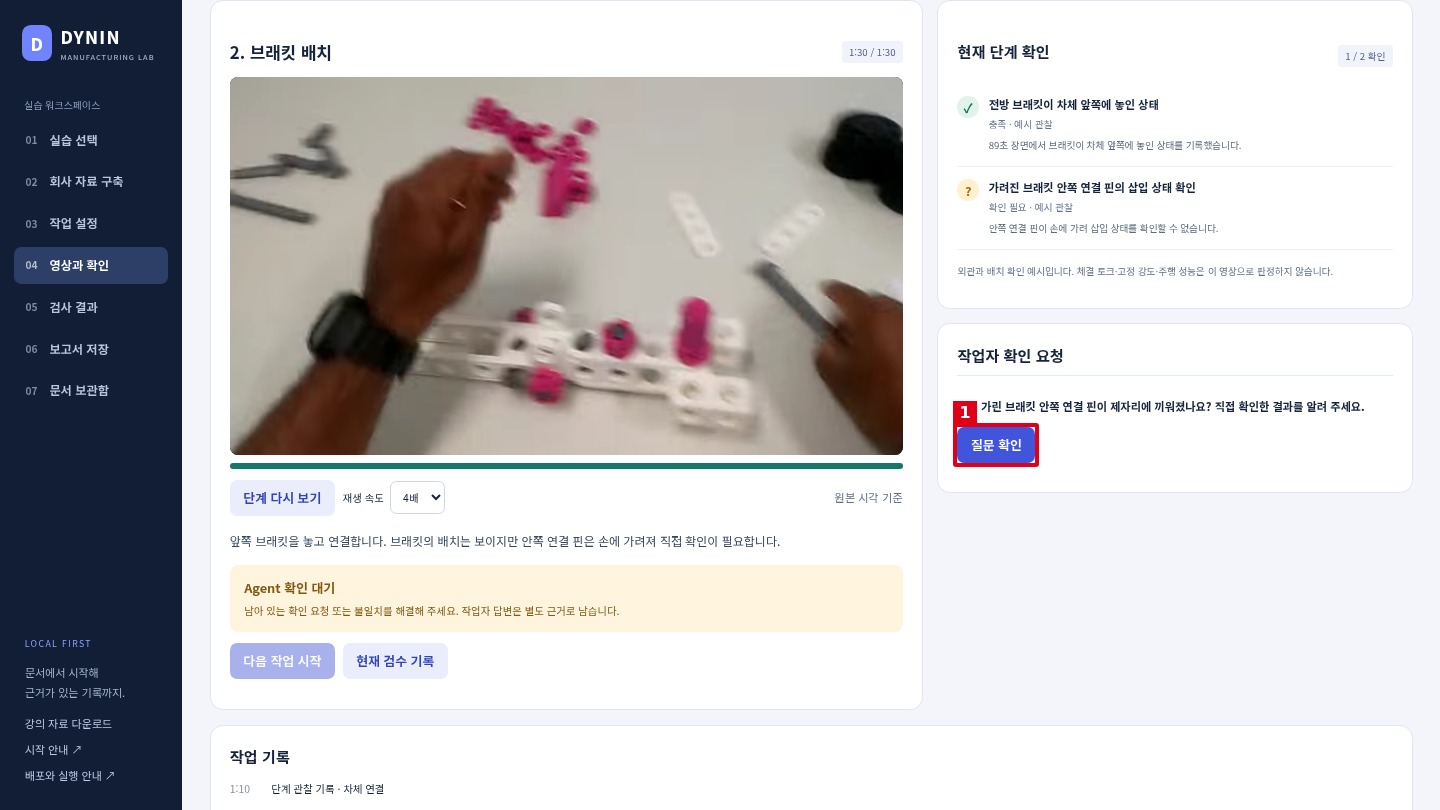 D
DYNIN
MANUFACTURING LAB
실습 워크스페이스
01 실습 선택
02 회사 자료 구축
03 작업 설정
04 영상과 확인
05 검사 결과
06 보고서 저장
07 문서 보관함
LOCAL FIRST
문서에서 시작해
근거가 있는 기록까지.
강의 자료 다운로드
시작 안내 ↗
배포와 실행 안내 ↗
2. 브래킷 배치
1:30 / 1:30
단계 다시 보기
재생 속도
4배
원본 시각 기준
앞쪽 브래킷을 놓고 연결합니다. 브래킷의 배치는 보이지만 안쪽 연결 핀은 손에 가려져 직접 확인이 필요합니다.
Agent 확인 대기
남아 있는 확인 요청 또는 불일치를 해결해 주세요. 작업자 답변은 별도 근거로 남습니다.
다음 작업 시작
현재 검수 기록
현재 단계 확인
1 / 2 확인
✓
전방 브래킷이 차체 앞쪽에 놓인 상태
충족 · 예시 관찰
89초 장면에서 브래킷이 차체 앞쪽에 놓인 상태를 기록했습니다.
?
가려진 브래킷 안쪽 연결 핀의 삽입 상태 확인
확인 필요 · 예시 관찰
안쪽 연결 핀이 손에 가려 삽입 상태를 확인할 수 없습니다.
외관과 배치 확인 예시입니다. 체결 토크·고정 강도·주행 성능은 이 영상으로 판정하지 않습니다.
작업자 확인 요청
1
가린 브래킷 안쪽 연결 핀이 제자리에 끼워졌나요? 직접 확인한 결과를 알려 주세요.
질문 확인
작업 기록
1:10 단계 관찰 기록 · 차체 연결